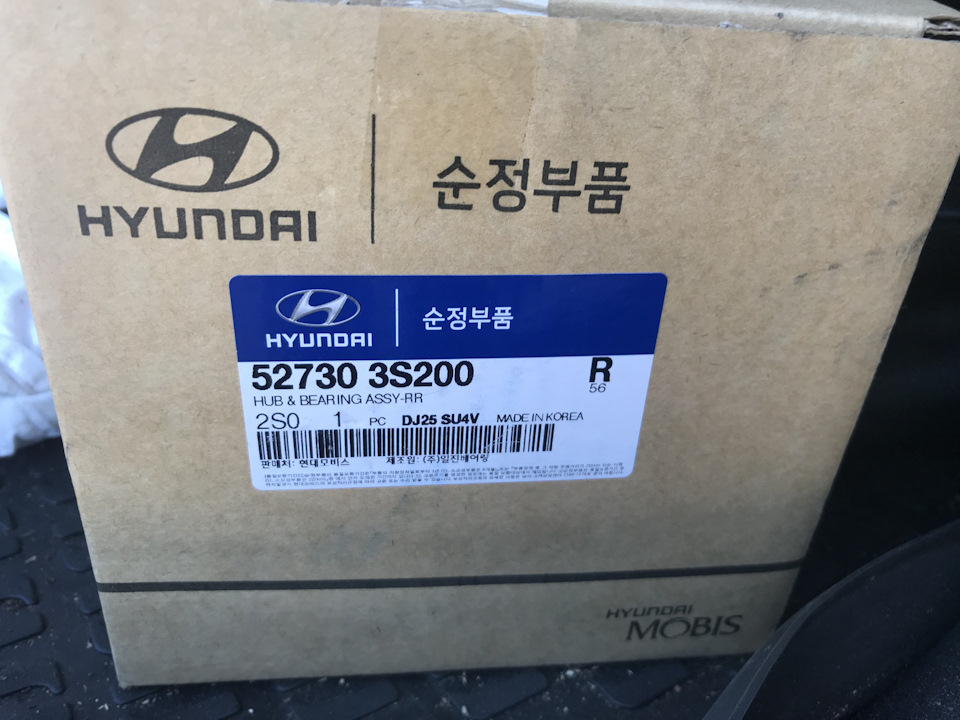 HYUNDAI
순정부품
HYUNDAI
순정부품
52730 3S200
R
56
HUB & BEARING ASSY-RR
2S0 1 PC DJ25 SU4V MADE IN KOREA
판매처: 현대모비스 제조원: (주)일진베어링
HYUNDAI
MOBIS